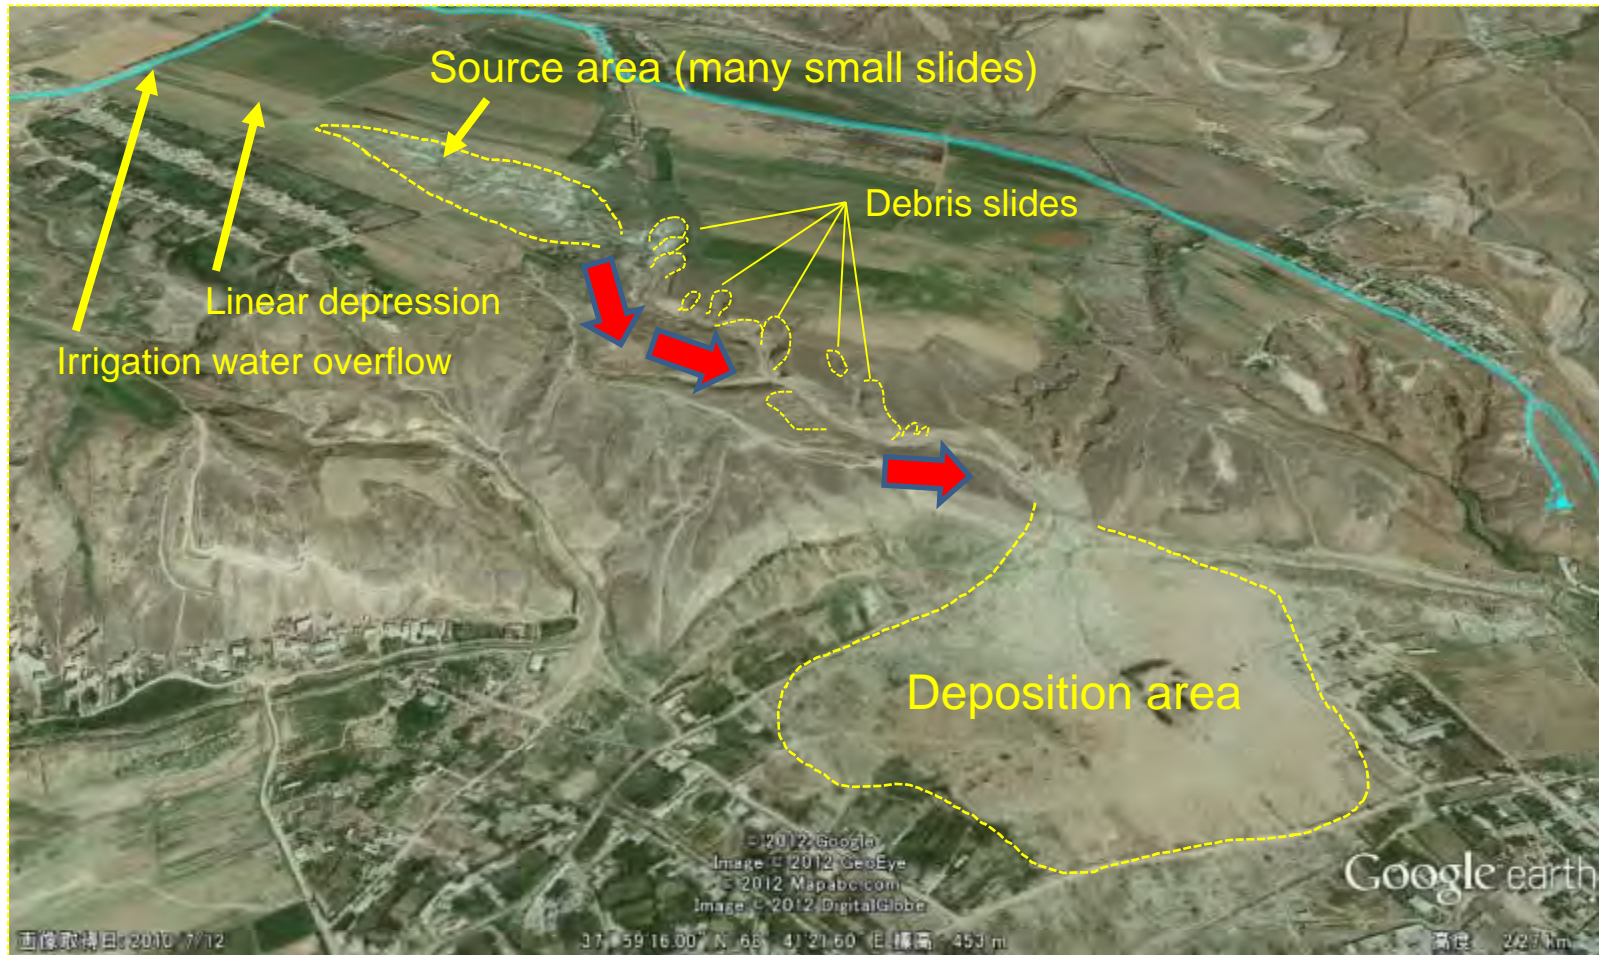 Source area (many small slides)
Debris slides
Linear depression
Irrigation water overflow
Deposition area
© 2012 Google
Image © 2012 GeoEye
© 2012 Mapabc.com
Image © 2012 DigitalGlobe
Google earth
画像取得日: 2010/7/12
37°59'16.00" N 68°41'21.60" E 標高 453 m
高度 2.27 km